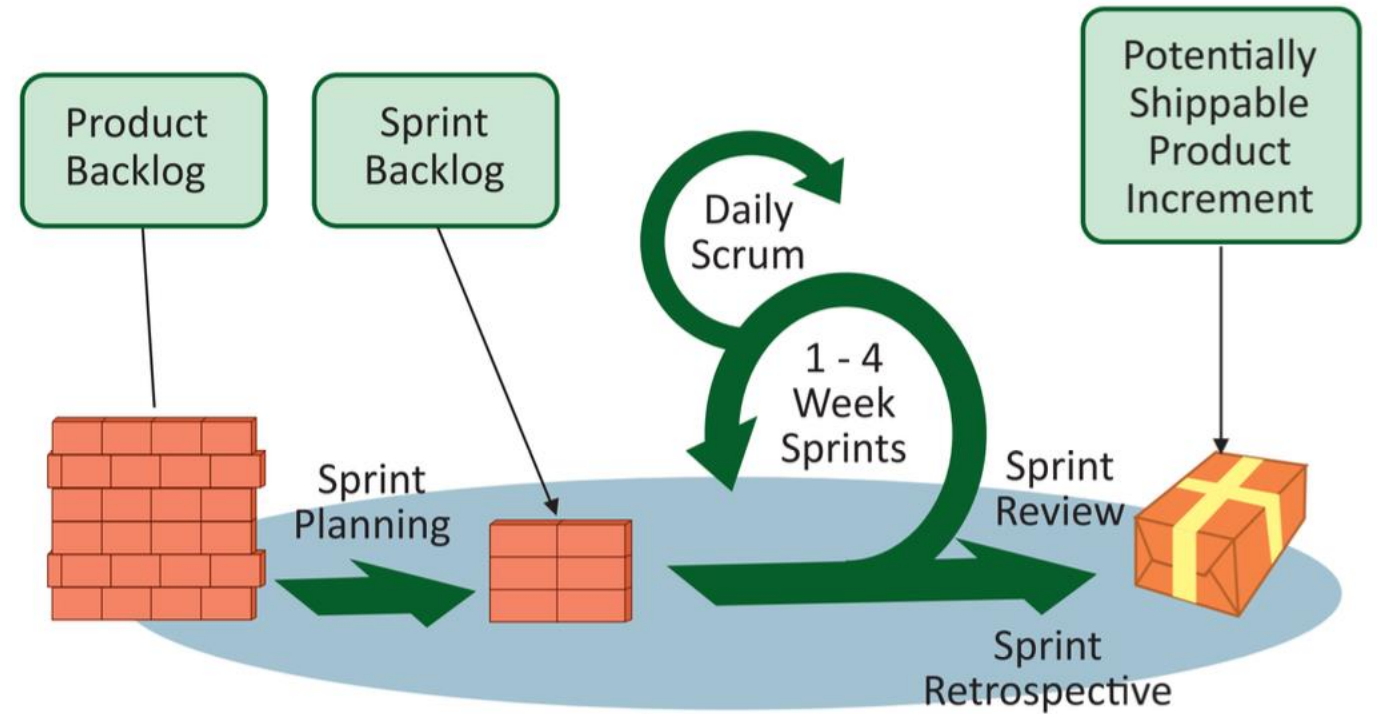 Product
Backlog
Sprint
Backlog
Potentially
Shippable
Product
Increment
Daily
Scrum
1 - 4
Week
Sprints
Sprint
Planning
Sprint
Review
Sprint
Retrospective